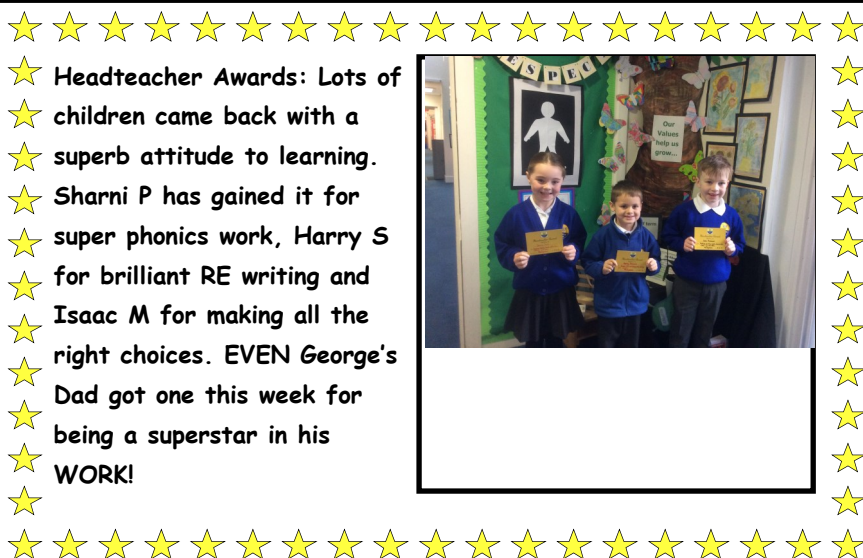 Headteacher Awards: Lots of
children came back with a
superb attitude to learning.
Sharni P has gained it for
super phonics work, Harry S
for brilliant RE writing and
Isaac M for making all the
right choices. EVEN George's
Dad got one this week for
being a superstar in his
WORK!
ESPEC
Our
Values
help us
grow...